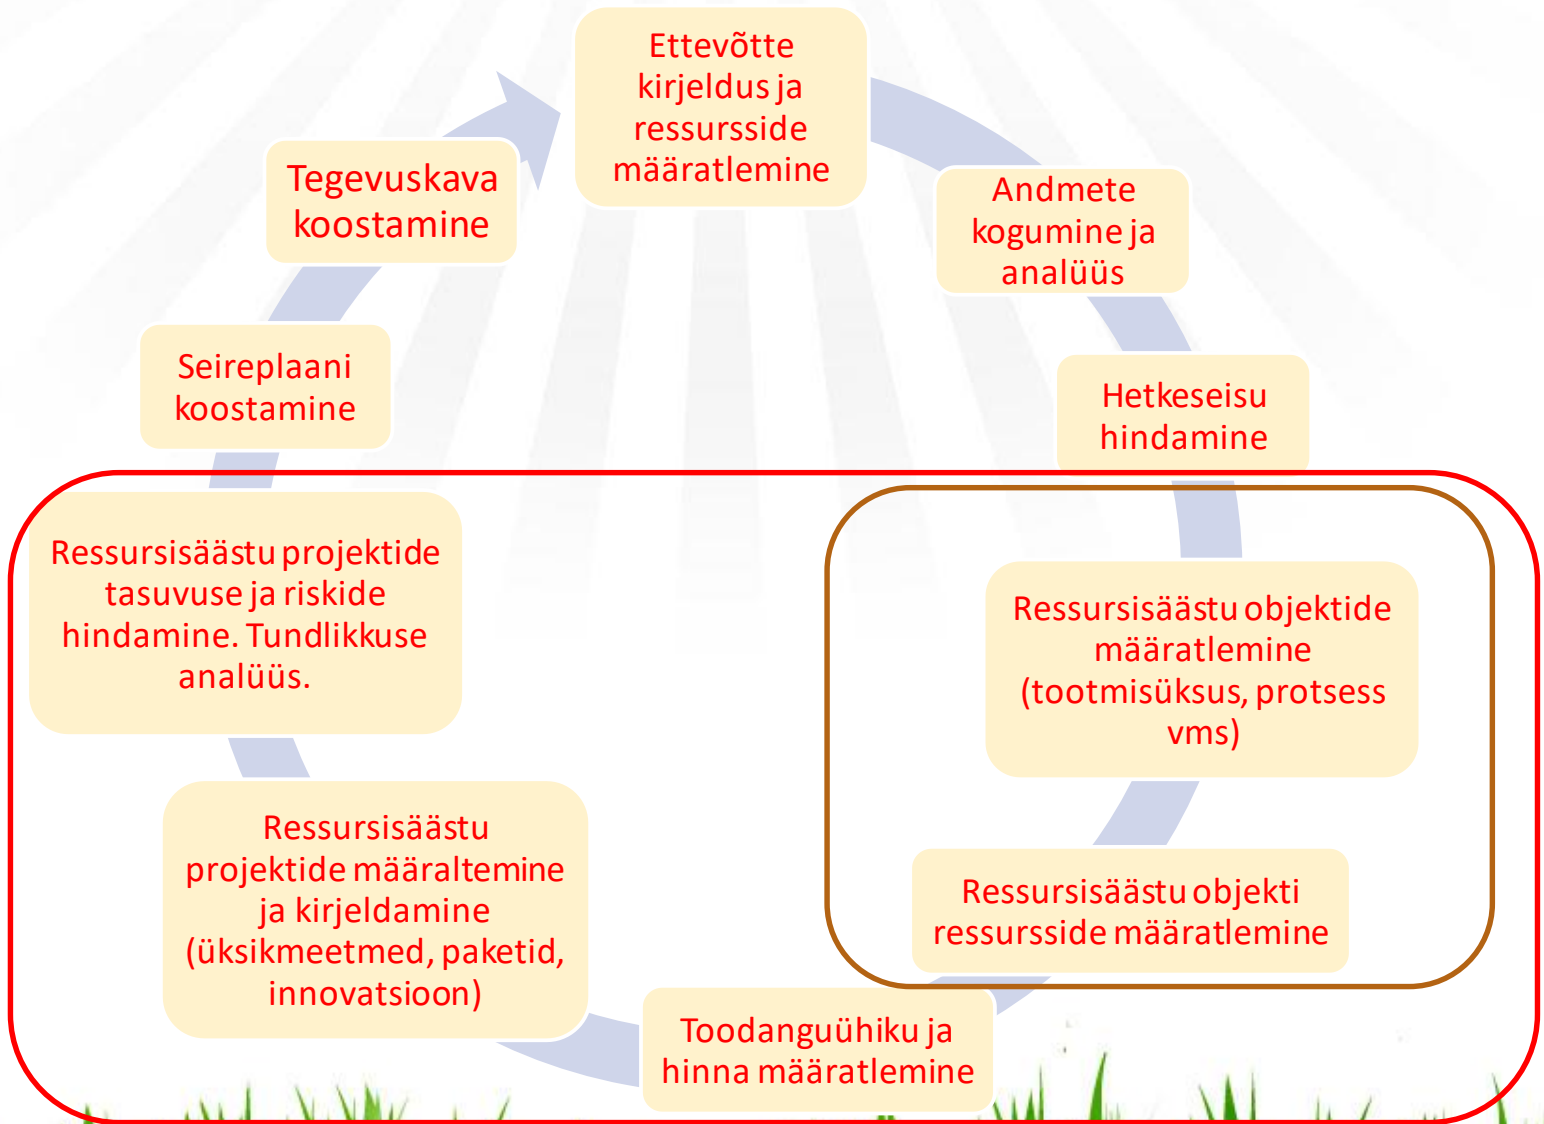 Ettevõtte
kirjeldus ja
ressursside
määratlemine
Andmete
kogumine ja
analüüs
Hetkeseisu
hindamine
Ressursisäästu objektide
määratlemine
(tootmisüksus, protsess
vms)
Ressursisäästu objekti
ressursside määratlemine
Toodanguühiku ja
hinna määratlemine
Ressursisäästu
projektide määraltemine
ja kirjeldamine
(üksikmeetmed, paketid,
innovatsioon)
Ressursisäästu projektide
tasuvuse ja riskide
hindamine. Tundlikkuse
analüüs.
Seireplaani
koostamine
Tegevuskava
koostamine